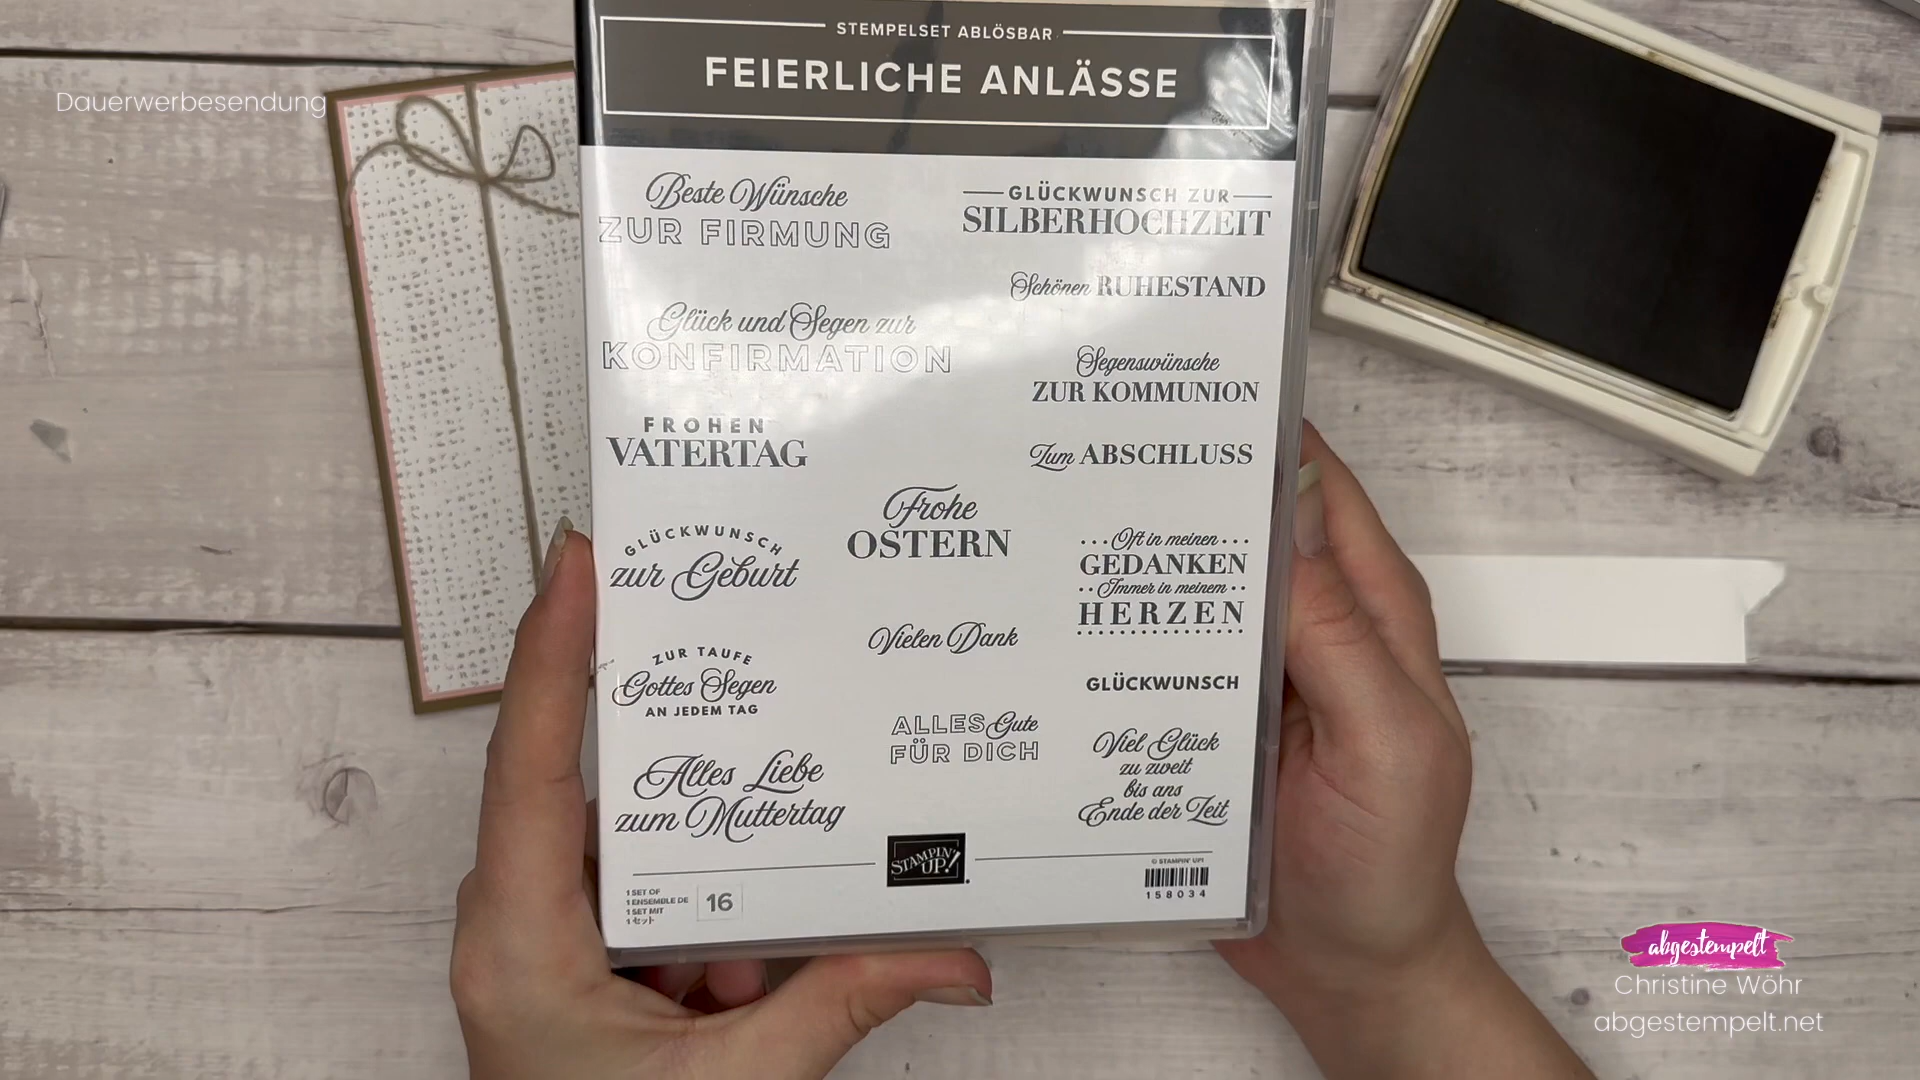 Dauerwerbesendung
STEMPELSET ABLÖSBAR
FEIERLICHE ANLÄSSE
Beste Wünsche
ZUR FIRMUNG
GLÜCKWUNSCH ZUR
SILBERHOCHZEIT
Schönen RUHESTAND
Glück und Segen zur
KONFIRMATION
Segenswünsche
ZUR KOMMUNION
FROHEN
VATERTAG
Zum ABSCHLUSS
Frohe
OSTERN
GLÜCKWUNSCH
zur Geburt
Oft in meinen
GEDANKEN
Immer in meinem
HERZEN
Vielen Dank
ZUR TAUFE
Gottes Segen
AN JEDEM TAG
GLÜCKWUNSCH
ALLES Gute
FÜR DICH
Viel Glück
zu zweit
bis ans
Ende der Zeit
Alles Liebe
zum Muttertag
STAMPIN' UP!
© STAMPIN' UP!
158034
1 SET OF
1 ENSEMBLE DE
1 SET MIT
1 セット
16
abgestempelt
Christine Wöhr
abgestempelt.net